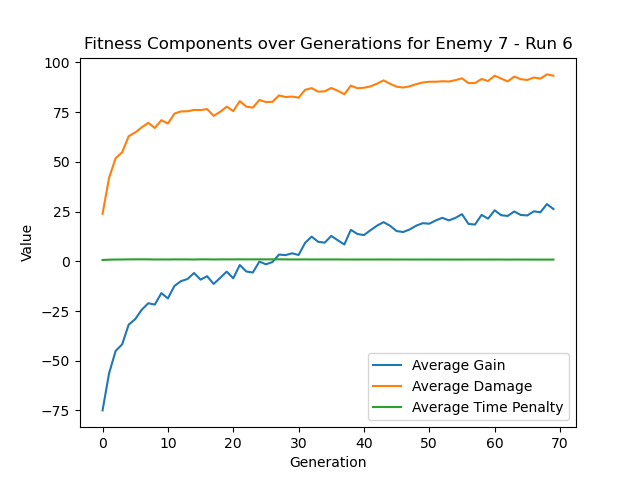 Fitness Components over Generations for Enemy 7 - Run 6
100
75
50
25
0
−25
−50
−75
Value
0 10 20 30 40 50 60 70
Generation
Average Gain
Average Damage
Average Time Penalty